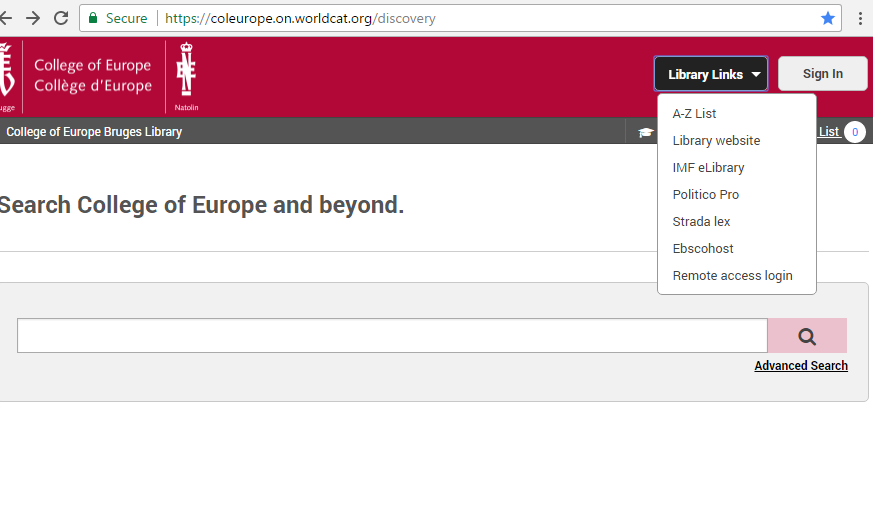 Secure https://coleurope.on.worldcat.org/discovery
College of Europe
Collège d'Europe
Natolin
Library Links
Sign In
College of Europe Bruges Library
List 0
A-Z List
Library website
IMF eLibrary
Politico Pro
Strada lex
Ebscohost
Remote access login
Search College of Europe and beyond.
Advanced Search